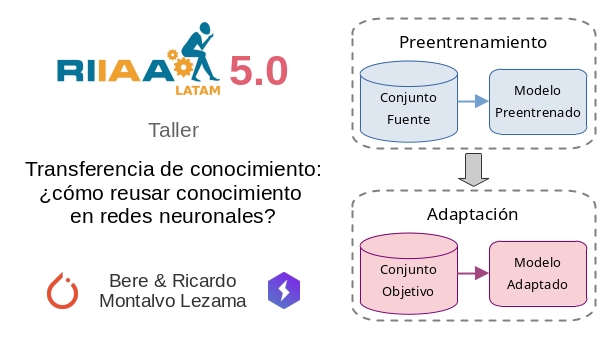 RIIAA 5.0
LATAM
Taller
Transferencia de conocimiento:
¿cómo reusar conocimiento
en redes neuronales?
Bere & Ricardo
Montalvo Lezama
Preentrenamiento
Conjunto
Fuente
Modelo
Preentrenado
Adaptación
Conjunto
Objetivo
Modelo
Adaptado